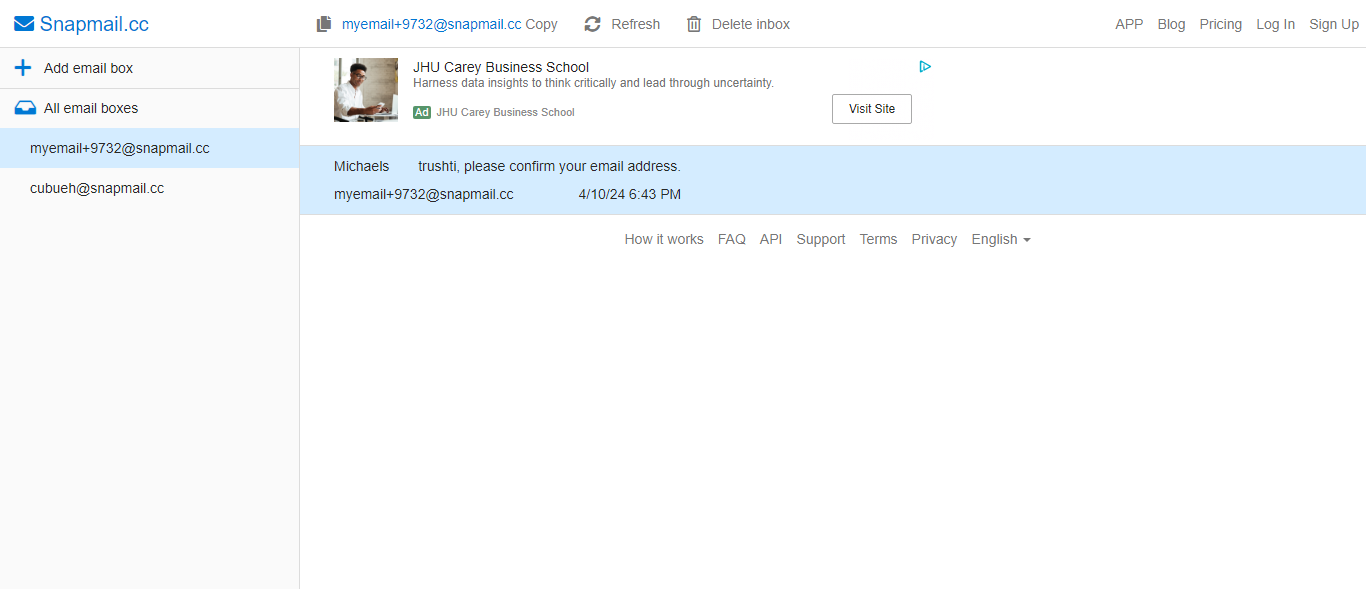 Snapmail.cc
myemail+9732@snapmail.cc Copy Refresh Delete inbox
APP Blog Pricing Log In Sign Up
Add email box
All email boxes
myemail+9732@snapmail.cc
cubueh@snapmail.cc
JHU Carey Business School
Harness data insights to think critically and lead through uncertainty.
Ad JHU Carey Business School
Visit Site
Michaels trushti, please confirm your email address.
myemail+9732@snapmail.cc 4/10/24 6:43 PM
How it works FAQ API Support Terms Privacy English